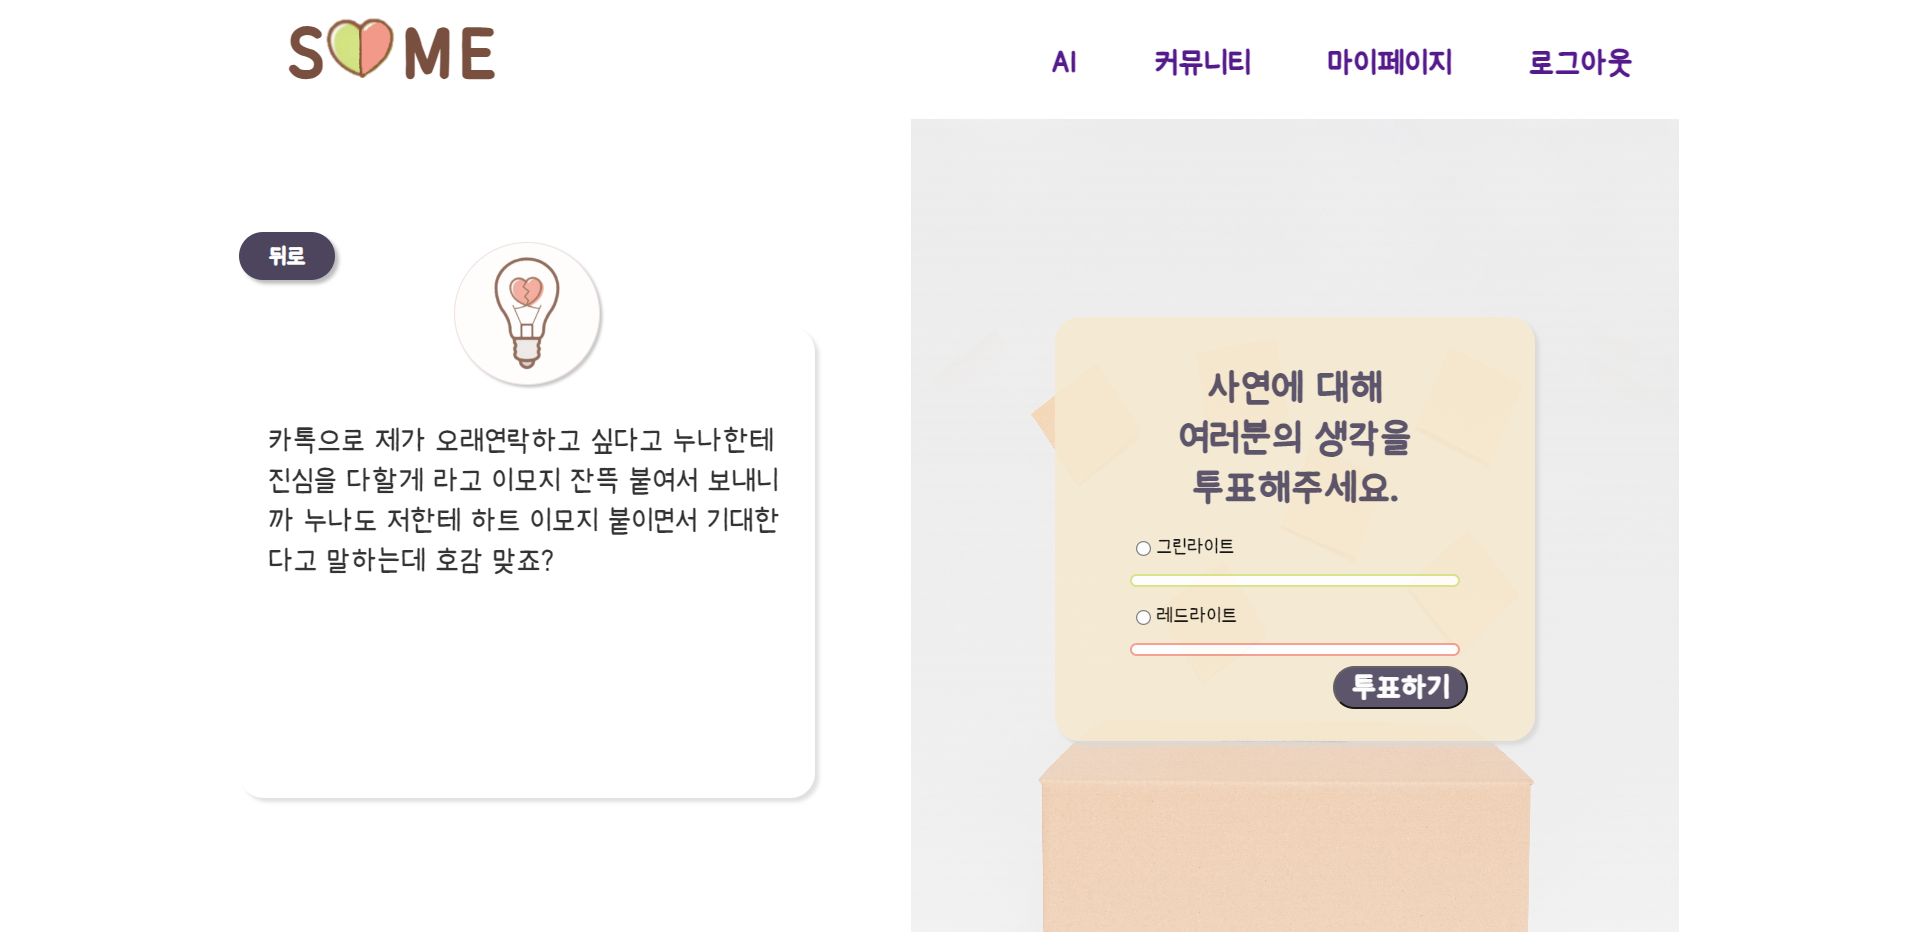 SOME
AI 커뮤니티 마이페이지 로그아웃
뒤로
카톡으로 제가 오래연락하고 싶다고 누나한테
진심을 다할게 라고 이모지 잔뜩 붙여서 보내니
까 누나도 저한테 하트 이모지 붙이면서 기대한
다고 말하는데 호감 맞죠?
사연에 대해
여러분의 생각을
투표해주세요.
그린라이트
레드라이트
투표하기